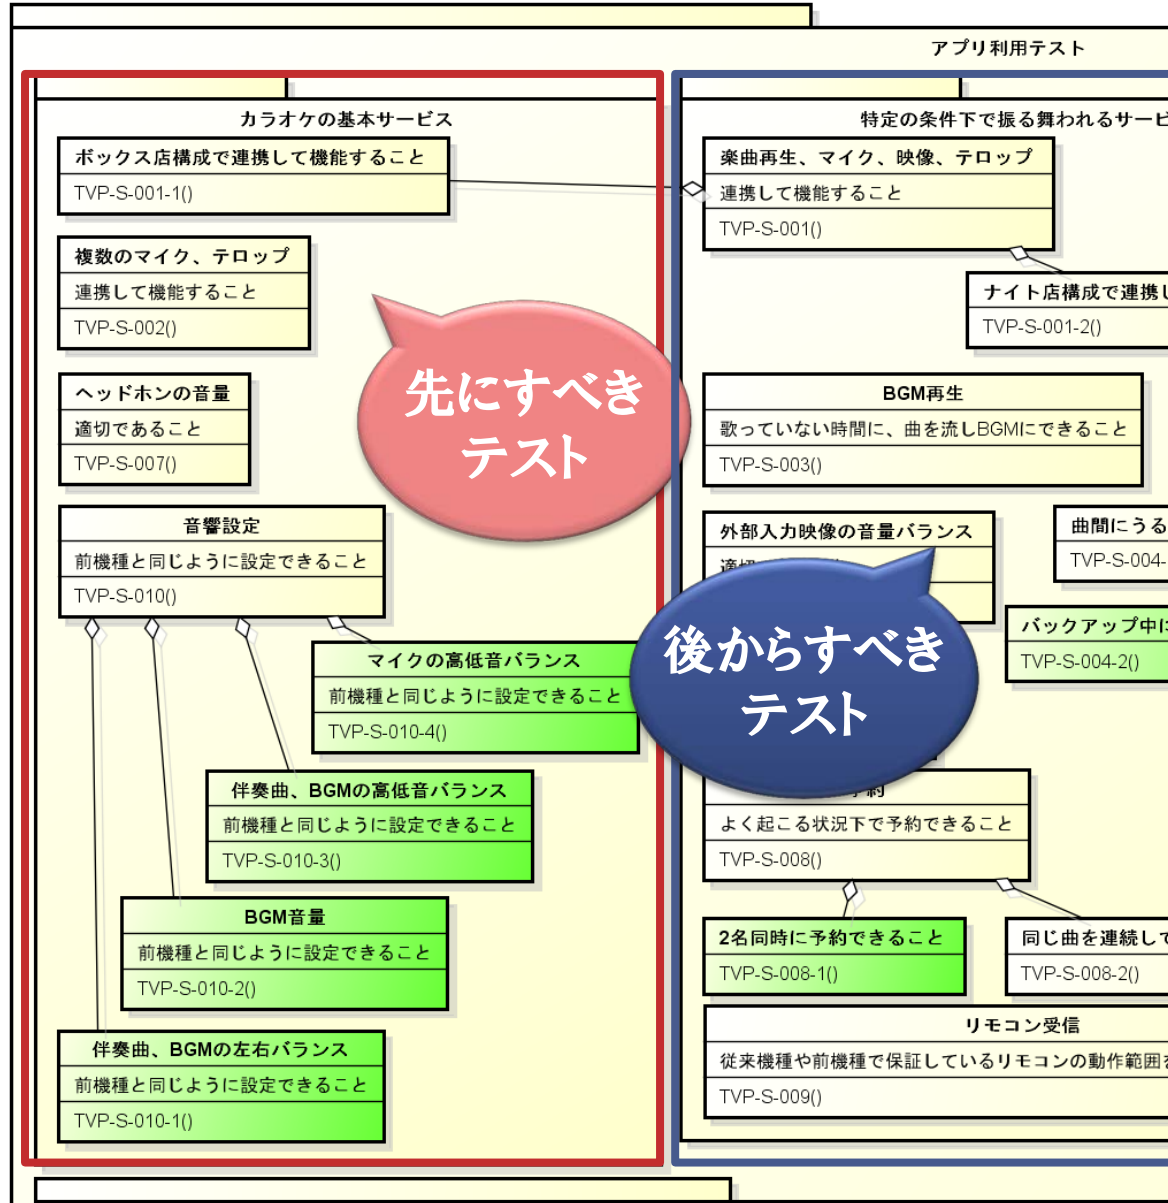 アプリ利用テスト
カラオケの基本サービス
ボックス店構成で連携して機能すること
TVP-S-001-1()
複数のマイク、テロップ
連携して機能すること
TVP-S-002()
ヘッドホンの音量
適切であること
TVP-S-007()
先にすべき
テスト
音響設定
前機種と同じように設定できること
TVP-S-010()
マイクの高低音バランス
前機種と同じように設定できること
TVP-S-010-4()
伴奏曲、BGMの高低音バランス
前機種と同じように設定できること
TVP-S-010-3()
BGM音量
前機種と同じように設定できること
TVP-S-010-2()
伴奏曲、BGMの左右バランス
前機種と同じように設定できること
TVP-S-010-1()
特定の条件下で振る舞われるサービ
楽曲再生、マイク、映像、テロップ
連携して機能すること
TVP-S-001()
ナイト店構成で連携し
TVP-S-001-2()
BGM再生
歌っていない時間に、曲を流しBGMにできること
TVP-S-003()
外部入力映像の音量バランス
曲間にうる
TVP-S-004-
バックアップ中に
TVP-S-004-2()
後からすべき
テスト
予約
よく起こる状況下で予約できること
TVP-S-008()
2名同時に予約できること
TVP-S-008-1()
同じ曲を連続して
TVP-S-008-2()
リモコン受信
従来機種や前機種で保証しているリモコンの動作範囲を
TVP-S-009()